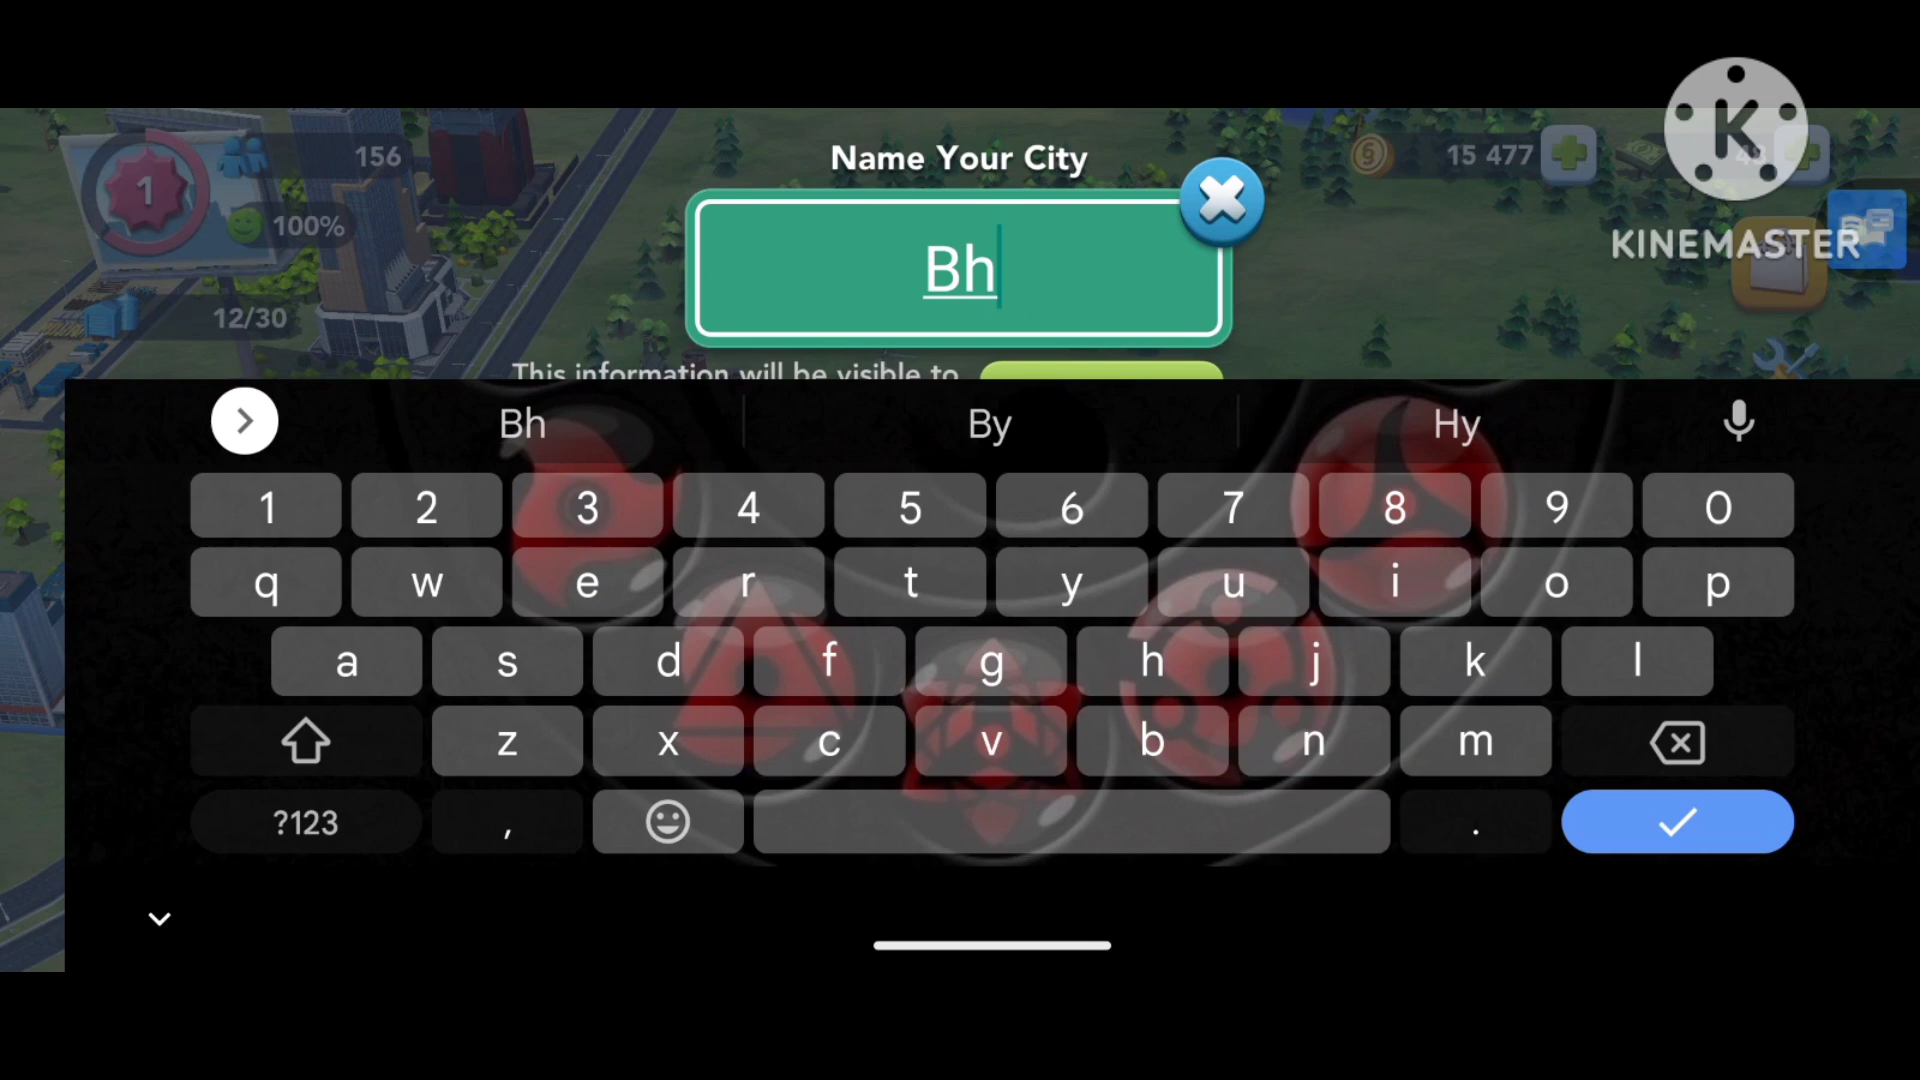 Name Your City
156
15 477
1
100%
Bh
KINEMASTER
12/30
This information will be visible to
Bh By Hy
1 2 3 4 5 6 7 8 9 0
q w e r t y u i o p
a s d f g h j k l
z x c v b n m
?123 , .